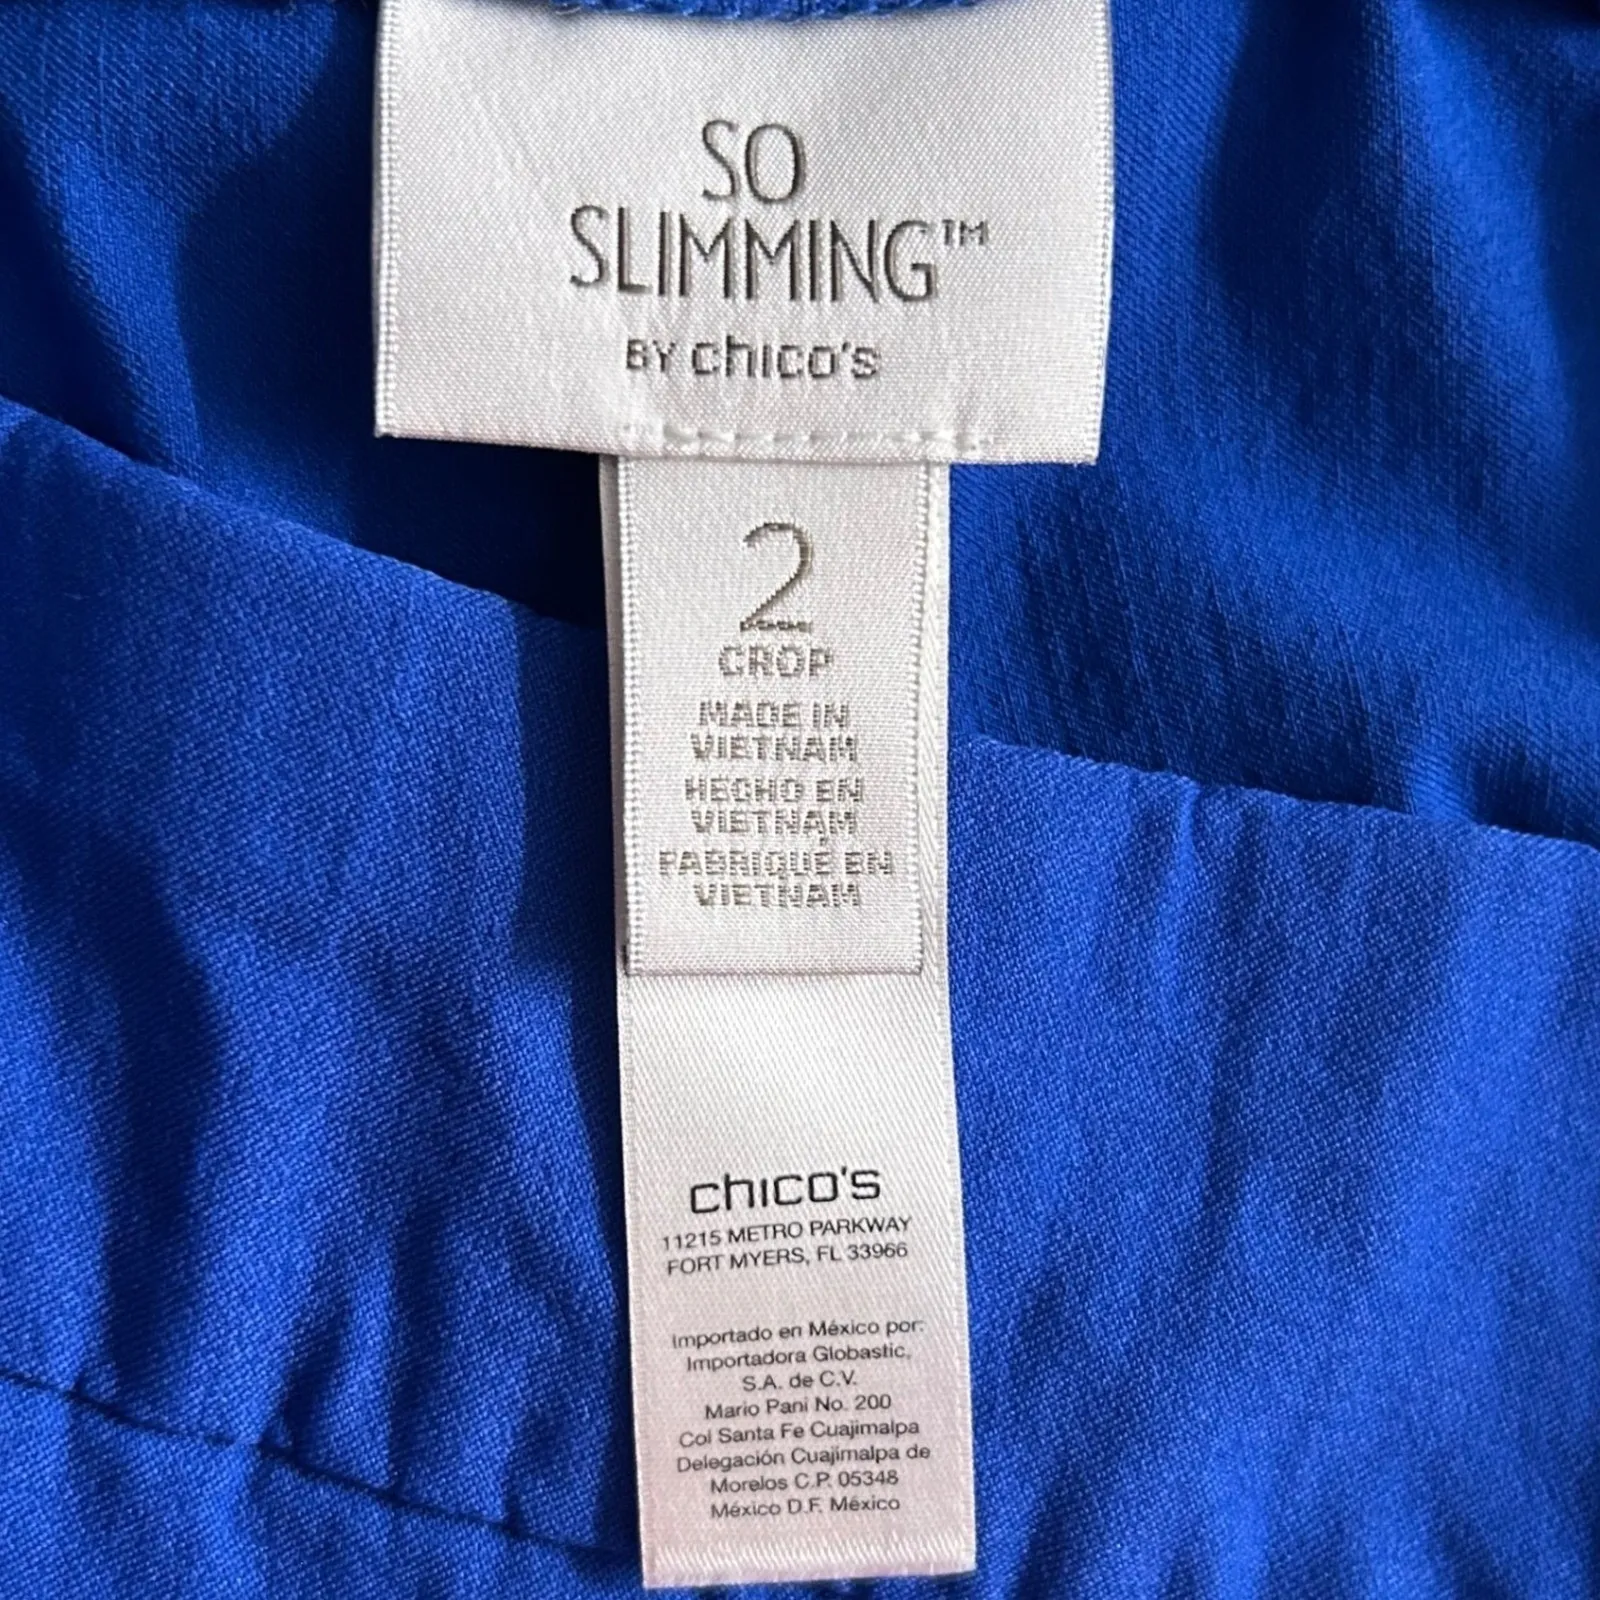 SO
SLIMMING™
BY chico's
2
CROP
MADE IN
VIETNAM
HECHO EN
VIETNAM
FABRIQUÉ EN
VIETNAM
chico's
11215 METRO PARKWAY
FORT MYERS, FL 33966
Importado en México por:
Importadora Globastic,
S.A. de C.V.
Mario Pani No. 200
Col Santa Fe Cuajimalpa
Delegación Cuajimalpa de
Morelos C.P. 05348
México D.F. México